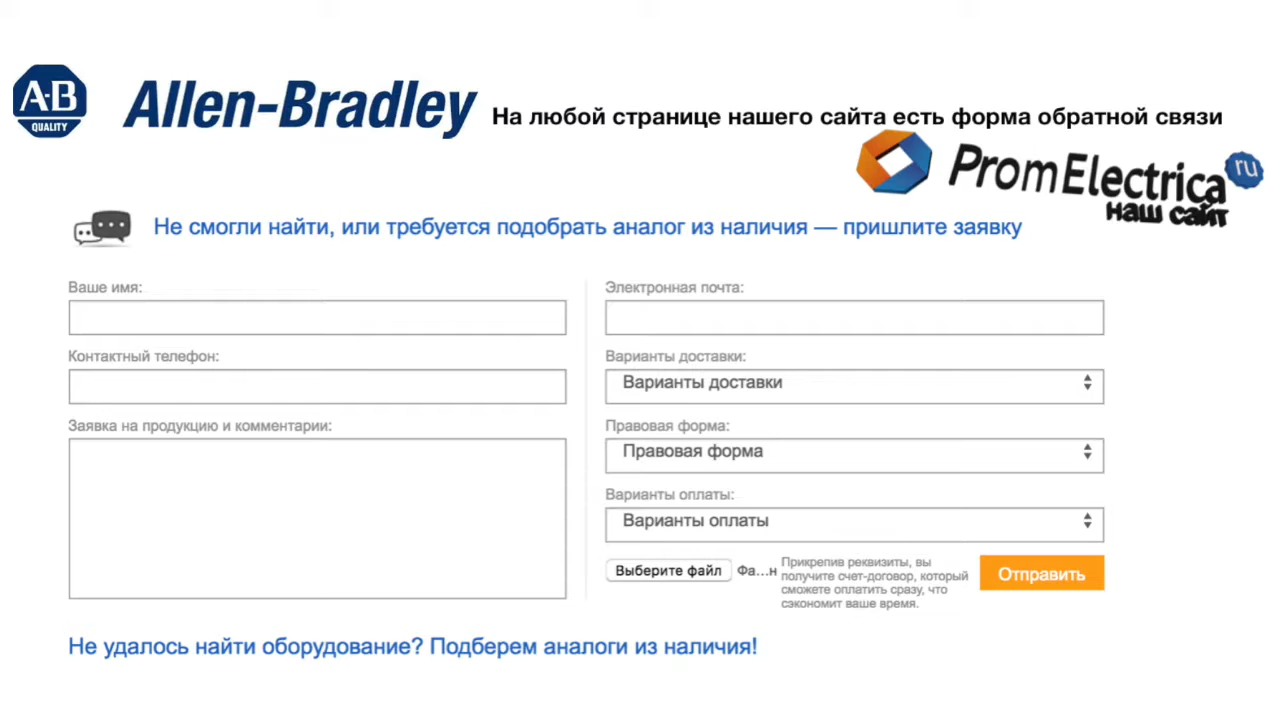 A-B
QUALITY
Allen-Bradley
На любой странице нашего сайта есть форма обратной связи
PromElectrica ru
наш сайт
Не смогли найти, или требуется подобрать аналог из наличия — пришлите заявку
Ваше имя:
Электронная почта:
Контактный телефон:
Варианты доставки:
Варианты доставки
Заявка на продукцию и комментарии:
Правовая форма:
Правовая форма
Варианты оплаты:
Варианты оплаты
Выберите файл Фа...н
Прикрепив реквизиты, вы
получите счет-договор, который
сможете оплатить сразу, что
сэкономит ваше время.
Отправить
Не удалось найти оборудование? Подберем аналоги из наличия!